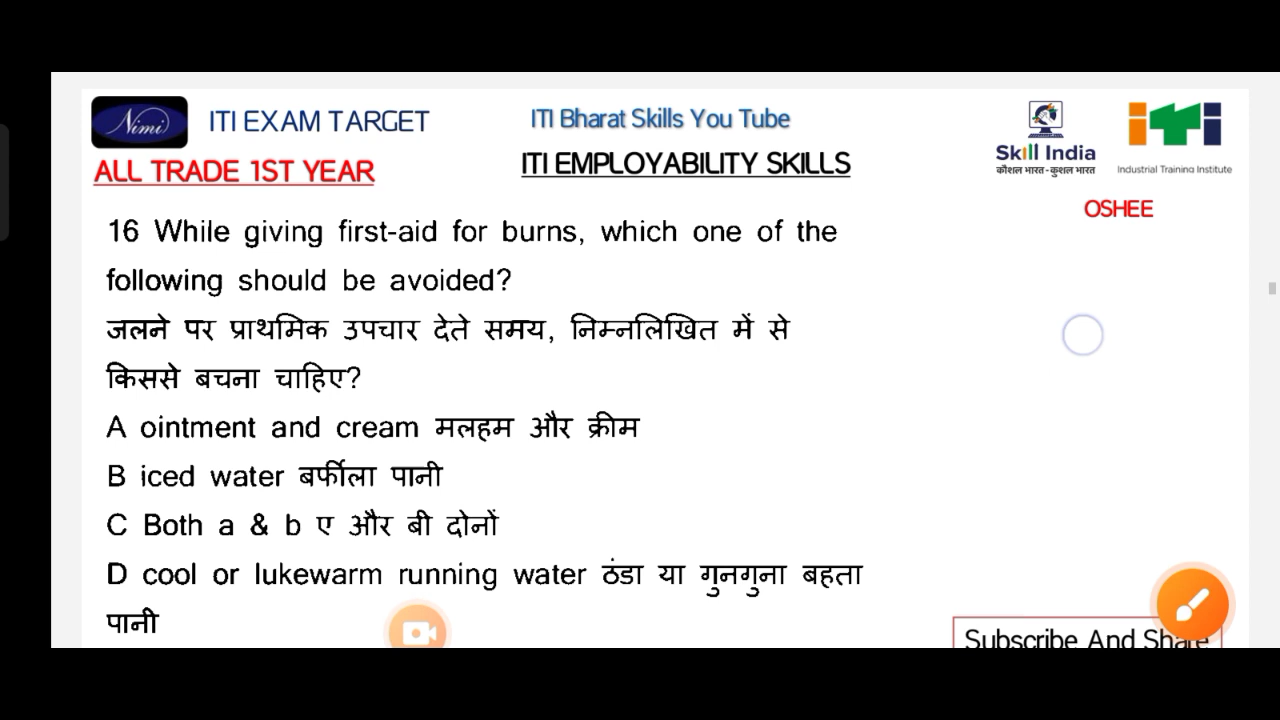 Nimi
ITI EXAM TARGET
ITI Bharat Skills You Tube
ALL TRADE 1ST YEAR
ITI EMPLOYABILITY SKILLS
Skill India
कौशल भारत-कुशल भारत
iTi
Industrial Training Institute
OSHEE
16 While giving first-aid for burns, which one of the
following should be avoided?
जलने पर प्राथमिक उपचार देते समय, निम्नलिखित में से
किससे बचना चाहिए?
A ointment and cream मलहम और क्रीम
B iced water बर्फीला पानी
C Both a & b ए और बी दोनों
D cool or lukewarm running water ठंडा या गुनगुना बहता
पानी
Subscribe And Share